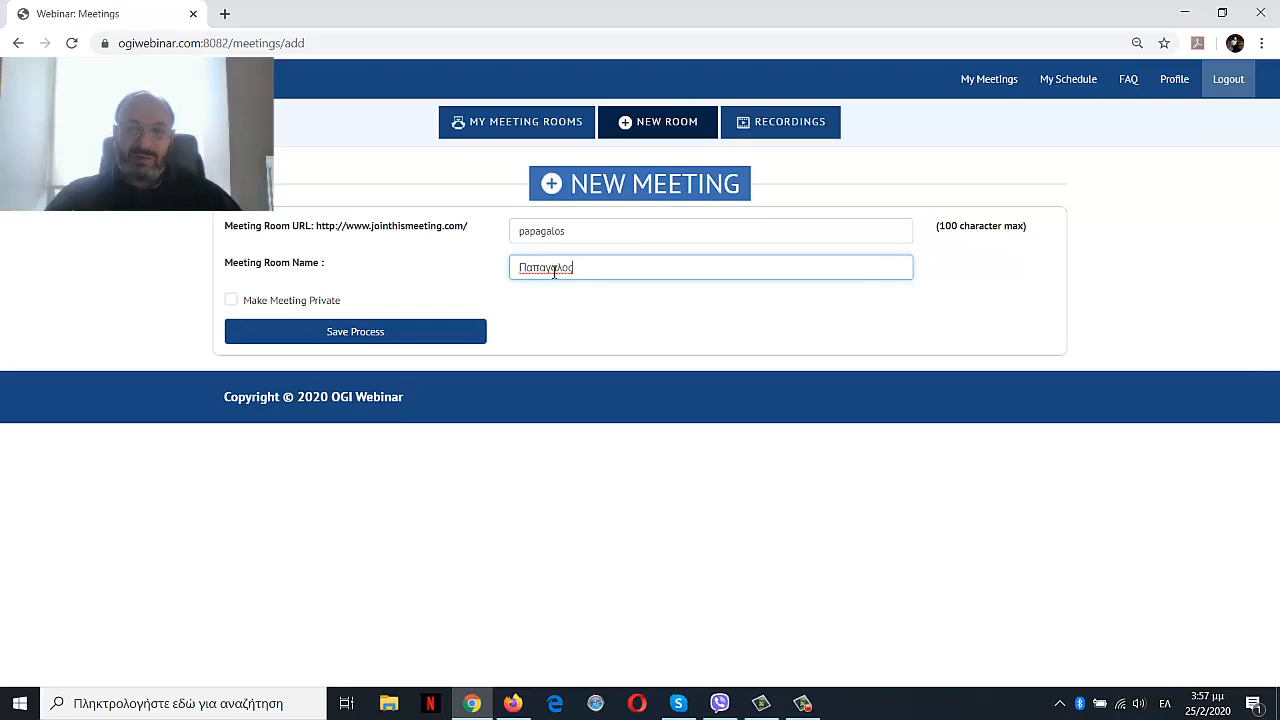 Webinar: Meetings
ogiwebinar.com:8082/meetings/add
My Meetings My Schedule FAQ Profile Logout
MY MEETING ROOMS NEW ROOM RECORDINGS
NEW MEETING
Meeting Room URL: http://www.jointhismeeting.com/ papagalos (100 character max)
Meeting Room Name : Παπαγαλος
Make Meeting Private
Save Process
Copyright © 2020 OGI Webinar
Πληκτρολογήστε εδώ για αναζήτηση
ΕΛ
3:57 μμ
25/2/2020
1